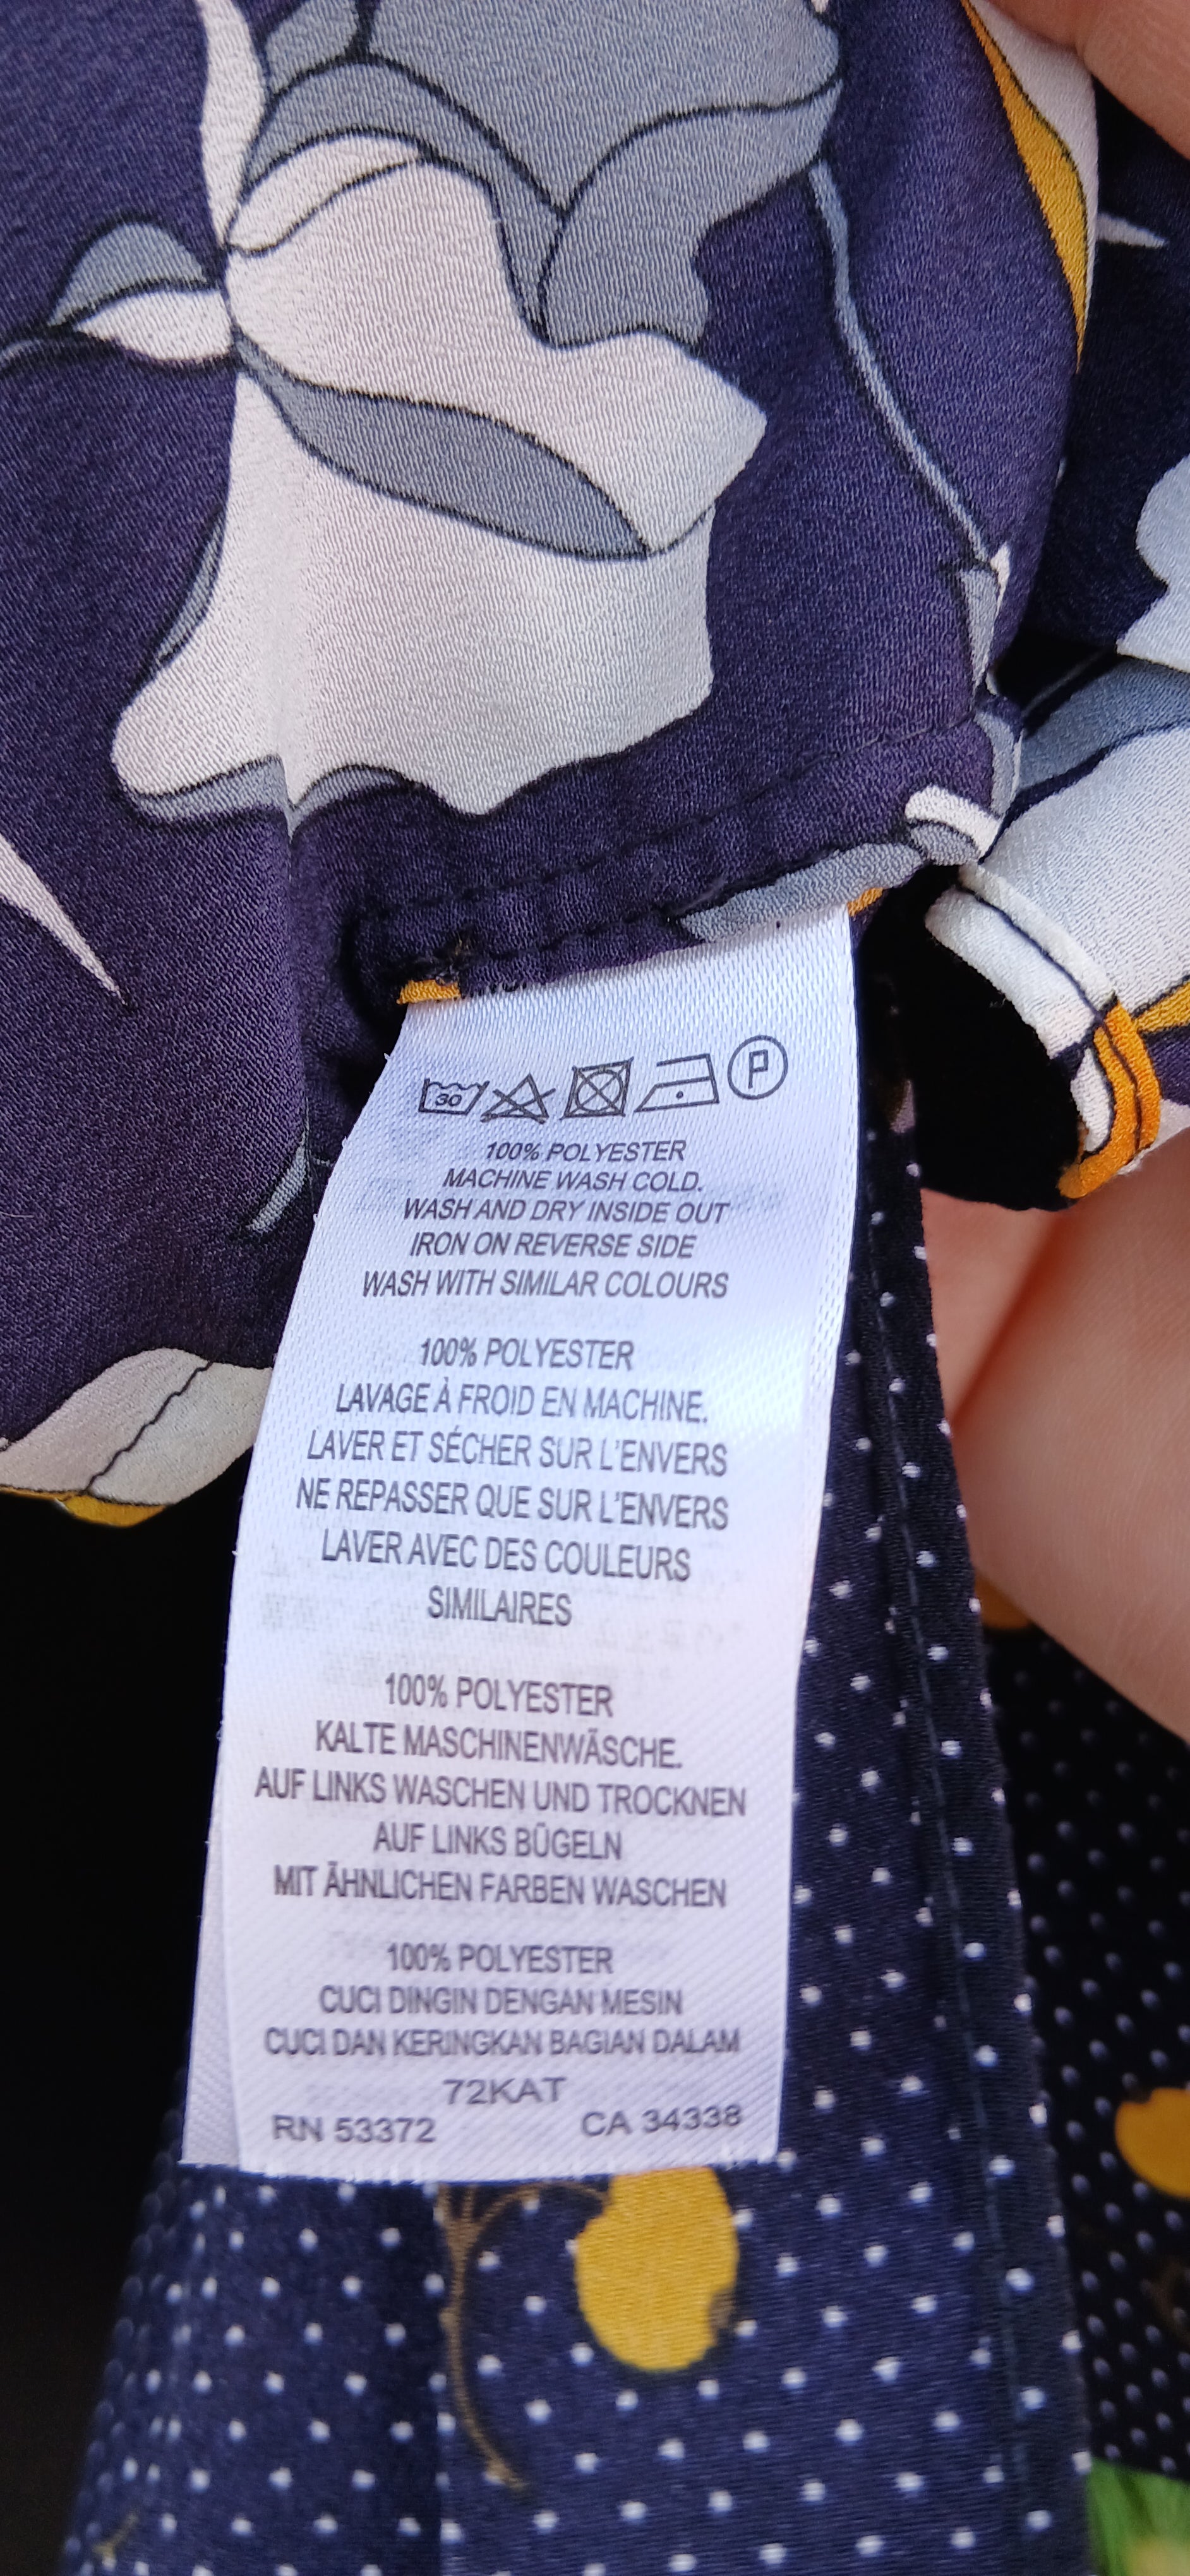 30
P
100% POLYESTER
MACHINE WASH COLD.
WASH AND DRY INSIDE OUT
IRON ON REVERSE SIDE
WASH WITH SIMILAR COLOURS
100% POLYESTER
LAVAGE À FROID EN MACHINE.
LAVER ET SÉCHER SUR L'ENVERS
NE REPASSER QUE SUR L'ENVERS
LAVER AVEC DES COULEURS
SIMILAIRES
100% POLYESTER
KALTE MASCHINENWÄSCHE.
AUF LINKS WASCHEN UND TROCKNEN
AUF LINKS BÜGELN
MIT ÄHNLICHEN FARBEN WASCHEN
100% POLYESTER
CUCI DINGIN DENGAN MESIN
CUCI DAN KERINGKAN BAGIAN DALAM
72KAT
RN 53372 CA 34338